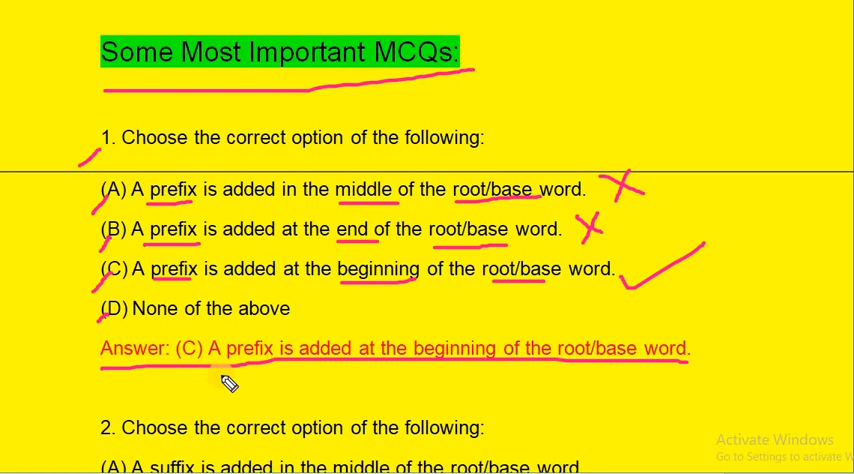 Some Most Important MCQs:
1. Choose the correct option of the following:
(A) A prefix is added in the middle of the root/base word.
(B) A prefix is added at the end of the root/base word.
(C) A prefix is added at the beginning of the root/base word.
(D) None of the above
Answer: (C) A prefix is added at the beginning of the root/base word.
2. Choose the correct option of the following:
Activate Windows
Go to Settings to activate W
(A) A suffix is added in the middle of the root/base word